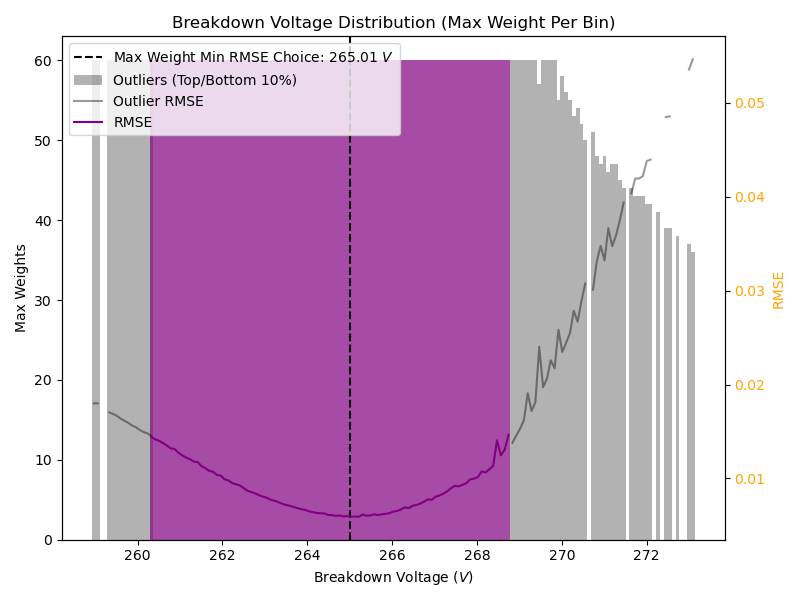 Breakdown Voltage Distribution (Max Weight Per Bin)
Max Weight Min RMSE Choice: 265.01 V
Outliers (Top/Bottom 10%)
Outlier RMSE
RMSE
60
50
40
30
20
10
0
Max Weights
0.05
0.04
0.03
0.02
0.01
RMSE
260 262 264 266 268 270 272
Breakdown Voltage (V)